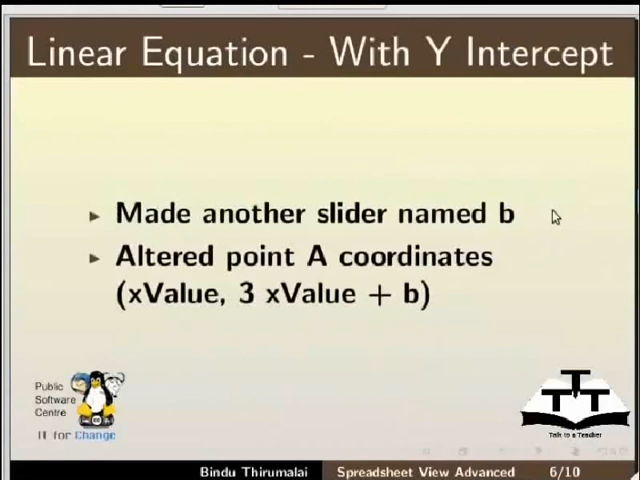 Linear Equation - With Y Intercept
Made another slider named b
Altered point A coordinates
(xValue, 3 xValue + b)
Public
Software
Centre
IT for Change
TTT
Talk to a Teacher
Bindu Thirumalai Spreadsheet View Advanced 6/10